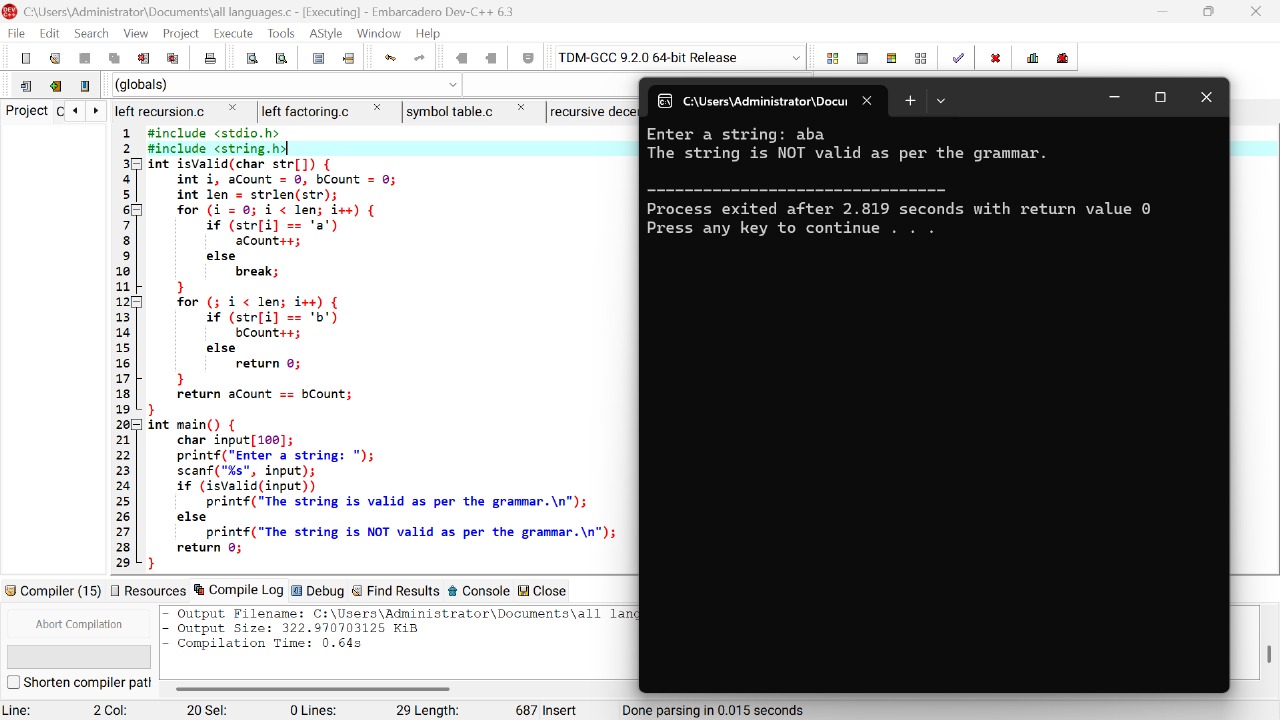 C:\Users\Administrator\Documents\all languages.c - [Executing] - Embarcadero Dev-C++ 6.3
File Edit Search View Project Execute Tools AStyle Window Help
TDM-GCC 9.2.0 64-bit Release
(globals)
Project C
left recursion.c left factoring.c symbol table.c recursive decen
1 #include <stdio.h>
2 #include <string.h>
3 int isValid(char str[]) {
4 int i, aCount = 0, bCount = 0;
5 int len = strlen(str);
6 for (i = 0; i < len; i++) {
7 if (str[i] == 'a')
8 aCount++;
9 else
10 break;
11 }
12 for (; i < len; i++) {
13 if (str[i] == 'b')
14 bCount++;
15 else
16 return 0;
17 }
18 return aCount == bCount;
19 }
20 int main() {
21 char input[100];
22 printf("Enter a string: ");
23 scanf("%s", input);
24 if (isValid(input))
25 printf("The string is valid as per the grammar.\n");
26 else
27 printf("The string is NOT valid as per the grammar.\n");
28 return 0;
29 }
C:\Users\Administrator\Docu
Enter a string: aba
The string is NOT valid as per the grammar.
--------------------------------
Process exited after 2.819 seconds with return value 0
Press any key to continue . . .
Compiler (15) Resources Compile Log Debug Find Results Console Close
Abort Compilation
Shorten compiler path
- Output Filename: C:\Users\Administrator\Documents\all lang
- Output Size: 322.970703125 KiB
- Compilation Time: 0.64s
Line: 2 Col: 20 Sel: 0 Lines: 29 Length: 687 Insert Done parsing in 0.015 seconds